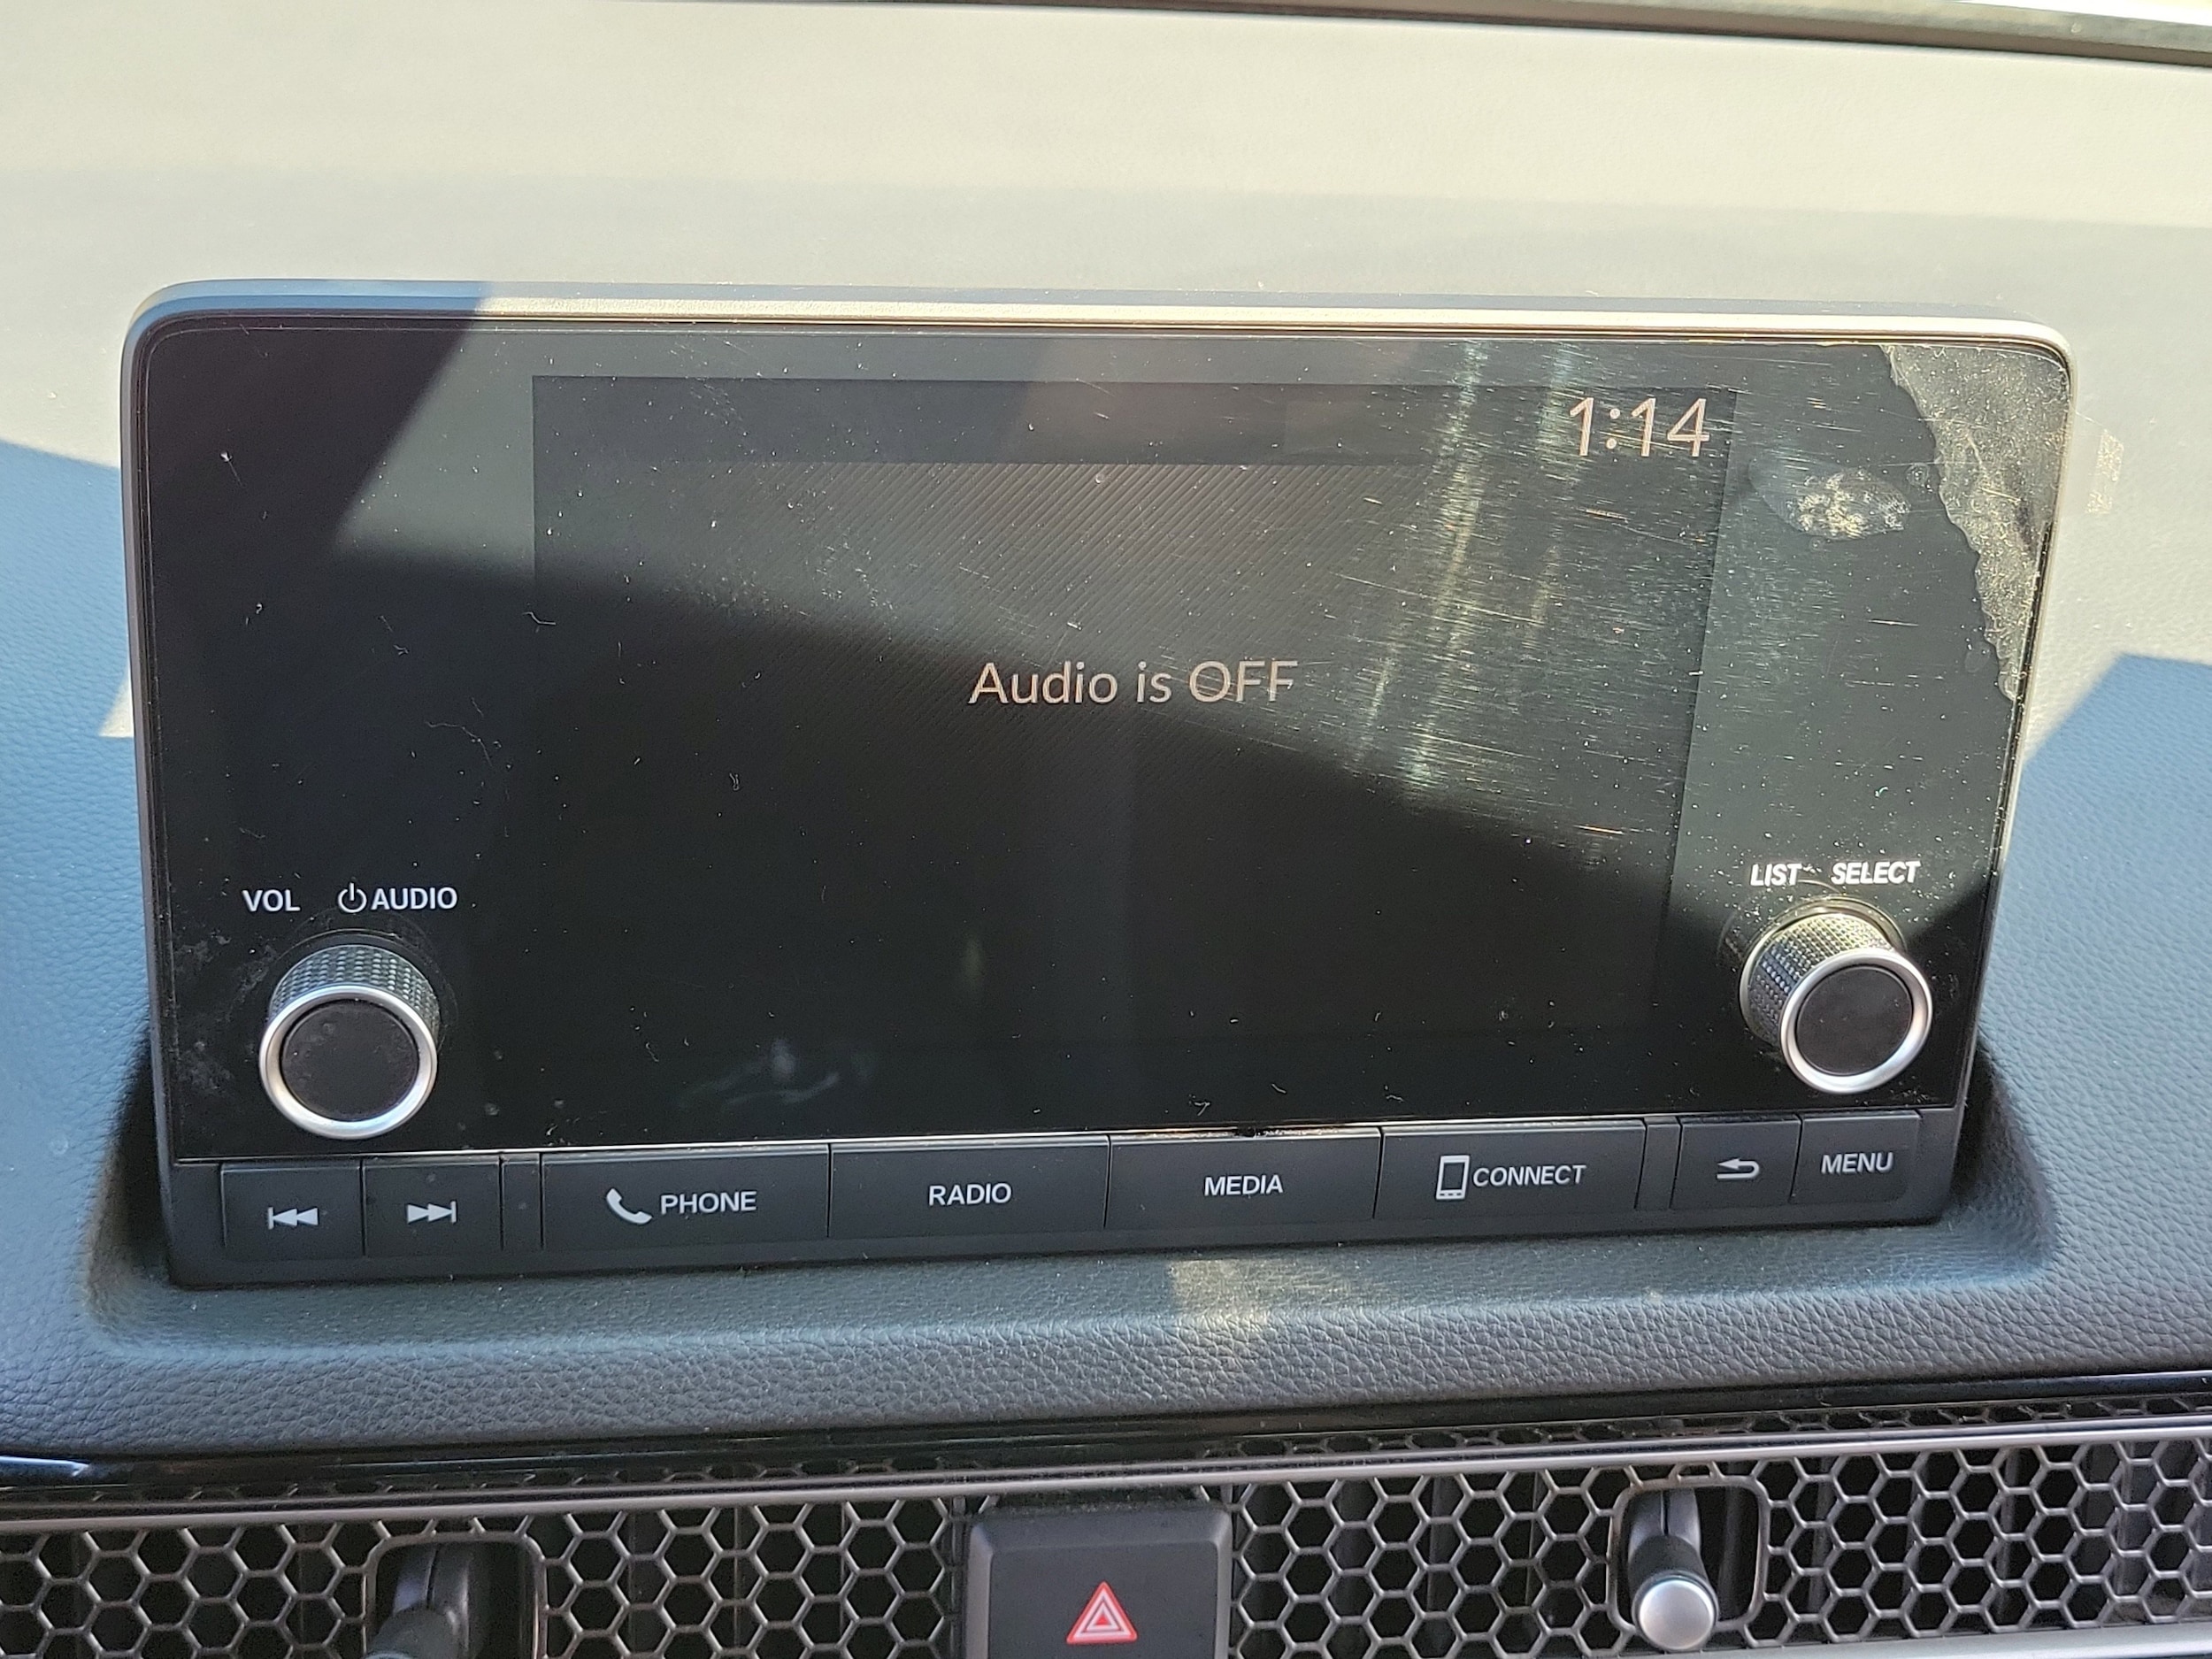 1:14
Audio is OFF
VOL AUDIO
LIST SELECT
PHONE RADIO MEDIA CONNECT MENU